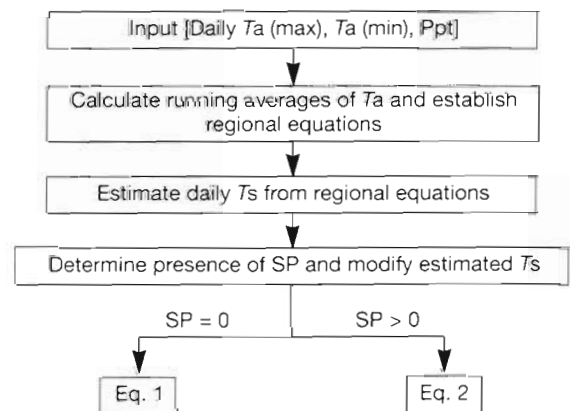 Input [Daily Ta (max), Ta (min), Ppt]
Calculate running averages of Ta and establish
regional equations
Estimate daily Ts from regional equations
Determine presence of SP and modify estimated Ts
SP = 0
SP > 0
Eq. 1
Eq. 2